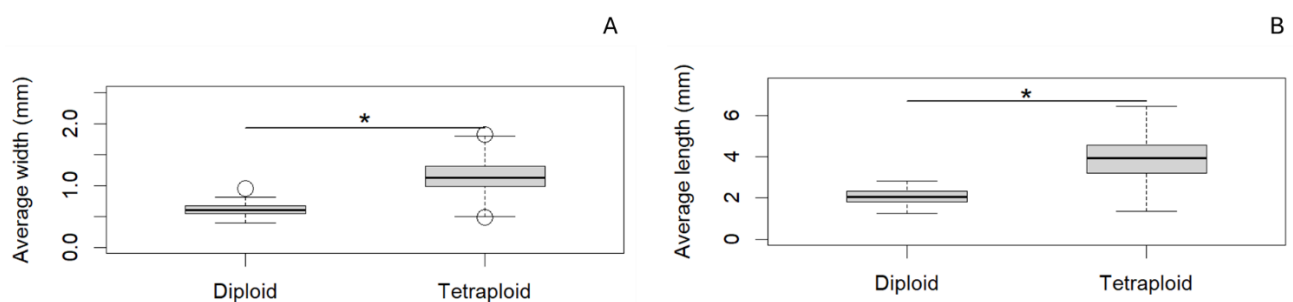 A
Average width (mm)
2.0
1.0
0.0
*
Diploid
Tetraploid
B
Average length (mm)
6
4
2
0
*
Diploid
Tetraploid